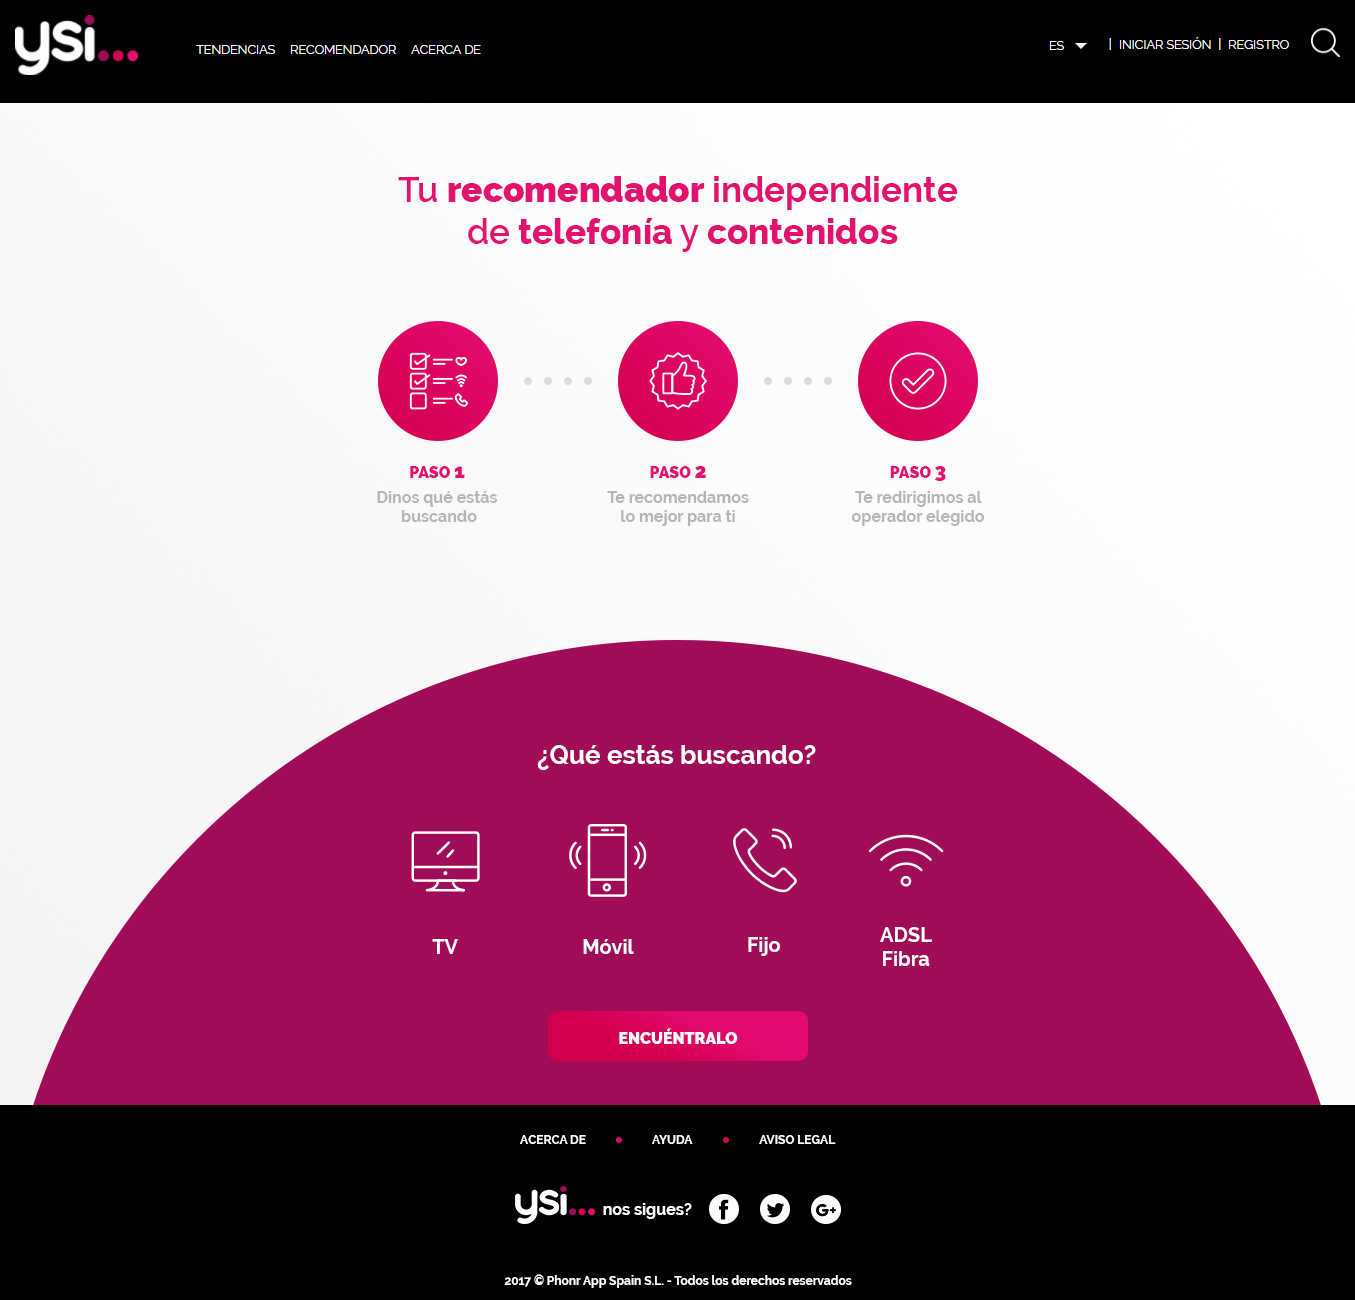 ysi...
TENDENCIAS RECOMENDADOR ACERCA DE
ES | INICIAR SESIÓN | REGISTRO
Tu recomendador independiente
de telefonía y contenidos
PASO 1
Dinos qué estás
buscando
PASO 2
Te recomendamos
lo mejor para ti
PASO 3
Te redirigimos al
operador elegido
¿Qué estás buscando?
TV
Móvil
Fijo
ADSL
Fibra
ENCUÉNTRALO
ACERCA DE • AYUDA • AVISO LEGAL
ysi... nos sigues? f G+
2017 © Phonr App Spain S.L. - Todos los derechos reservados